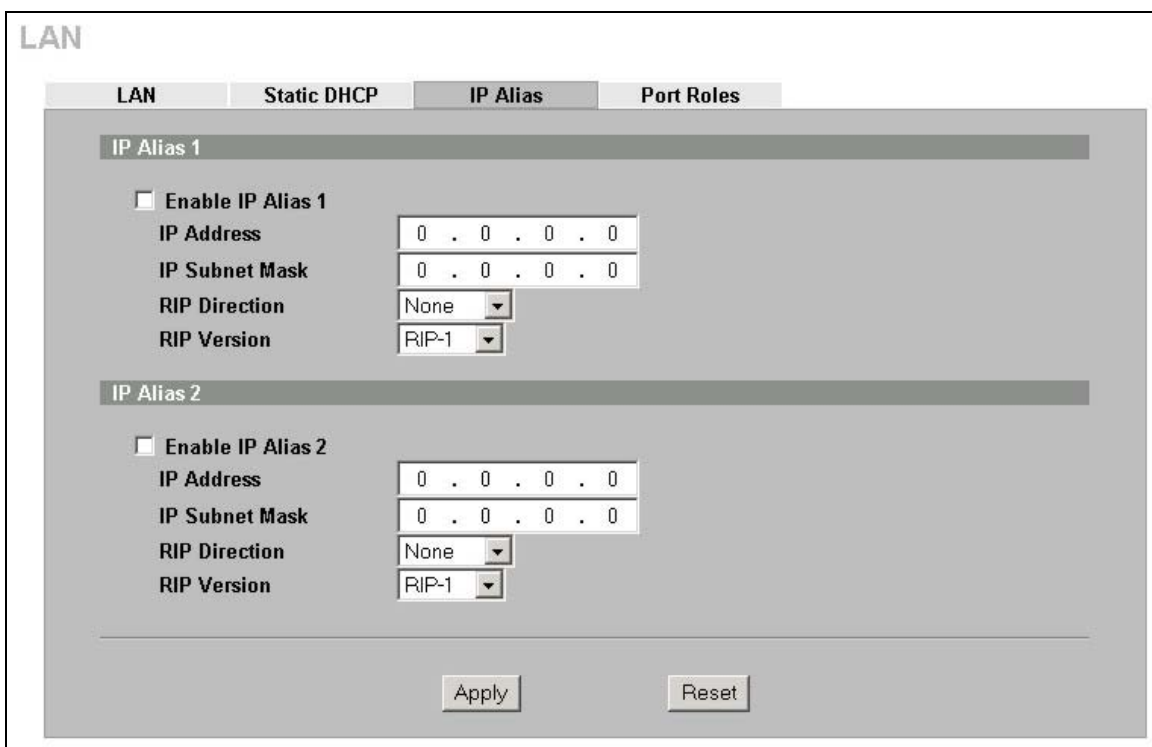 LAN
LAN Static DHCP IP Alias Port Roles
IP Alias 1
Enable IP Alias 1
IP Address 0 . 0 . 0 . 0
IP Subnet Mask 0 . 0 . 0 . 0
RIP Direction None
RIP Version RIP-1
IP Alias 2
Enable IP Alias 2
IP Address 0 . 0 . 0 . 0
IP Subnet Mask 0 . 0 . 0 . 0
RIP Direction None
RIP Version RIP-1
Apply Reset